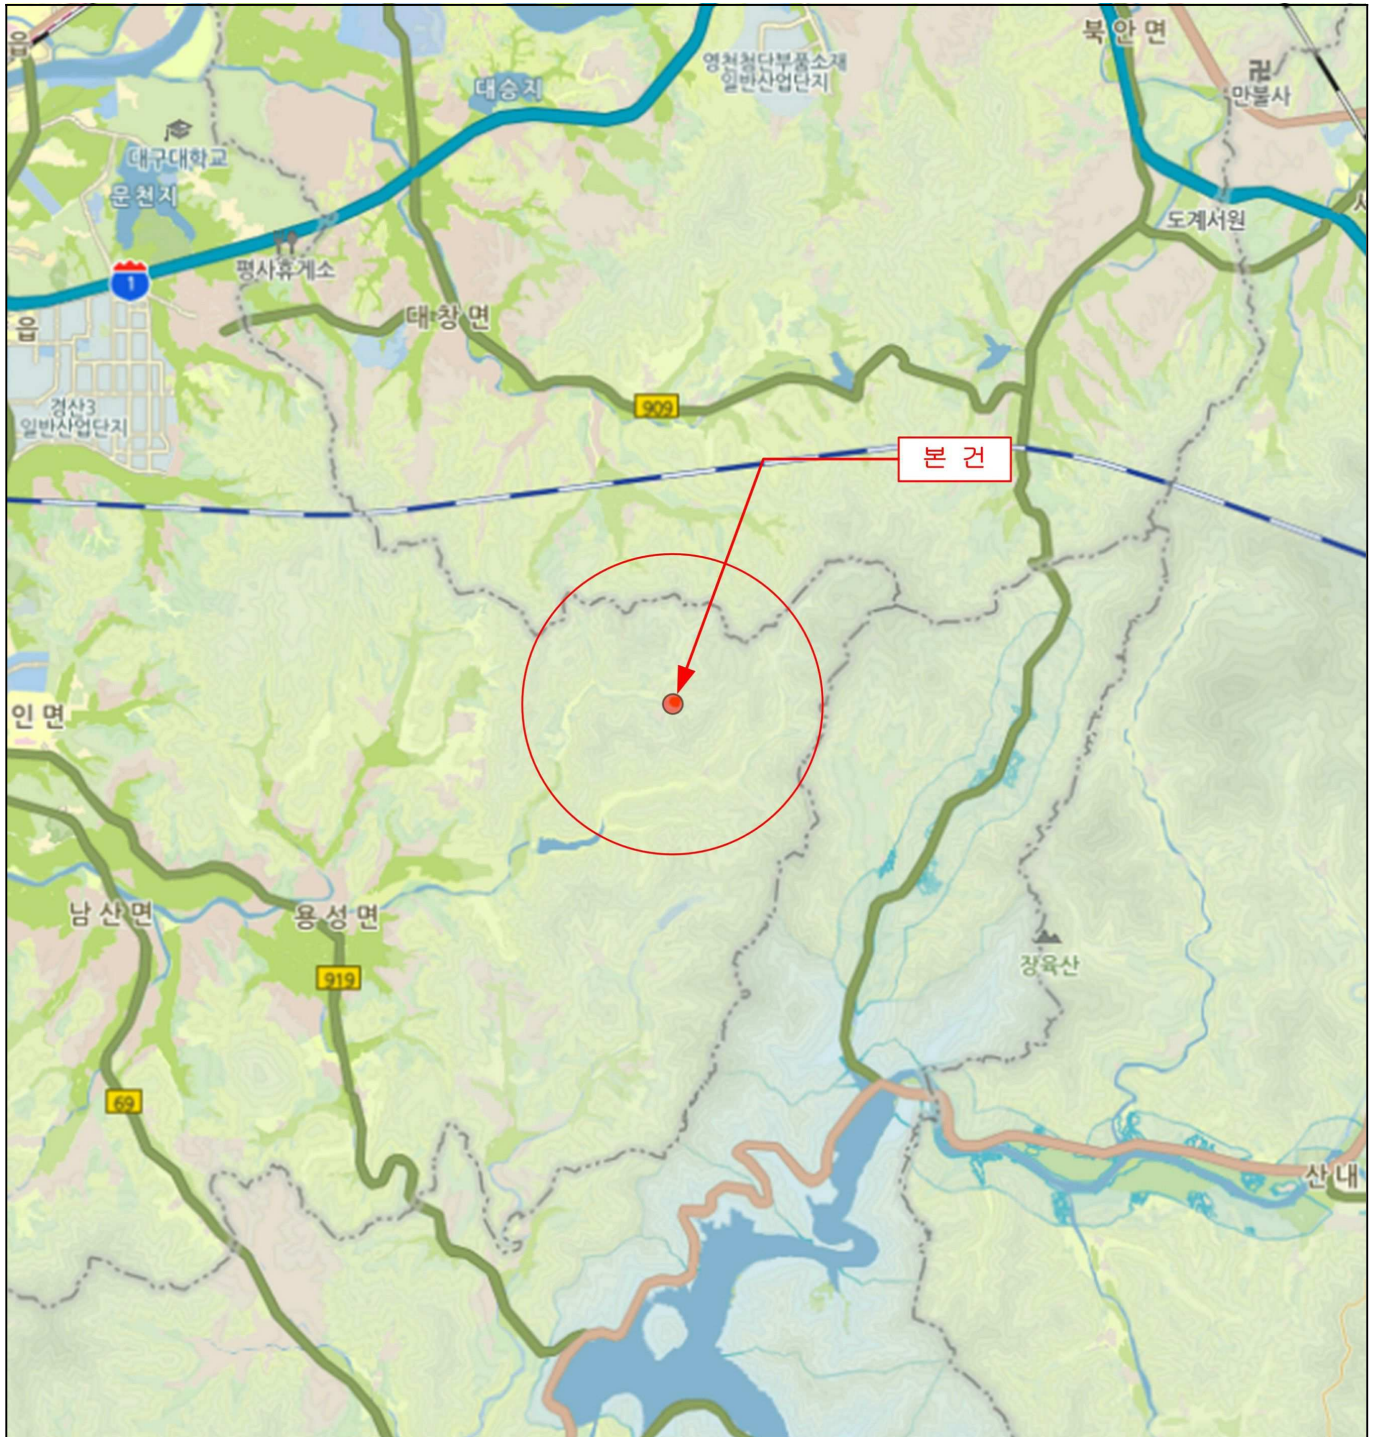 읍
북안면
영천첨단부품소재
일반산업단지
대승지
만불사
대구대학교
문천지
도계서원
평사휴게소
1
대창면
읍
909
경산3
일반산업단지
본 건
인면
남산면
용성면
장육산
919
69
산내